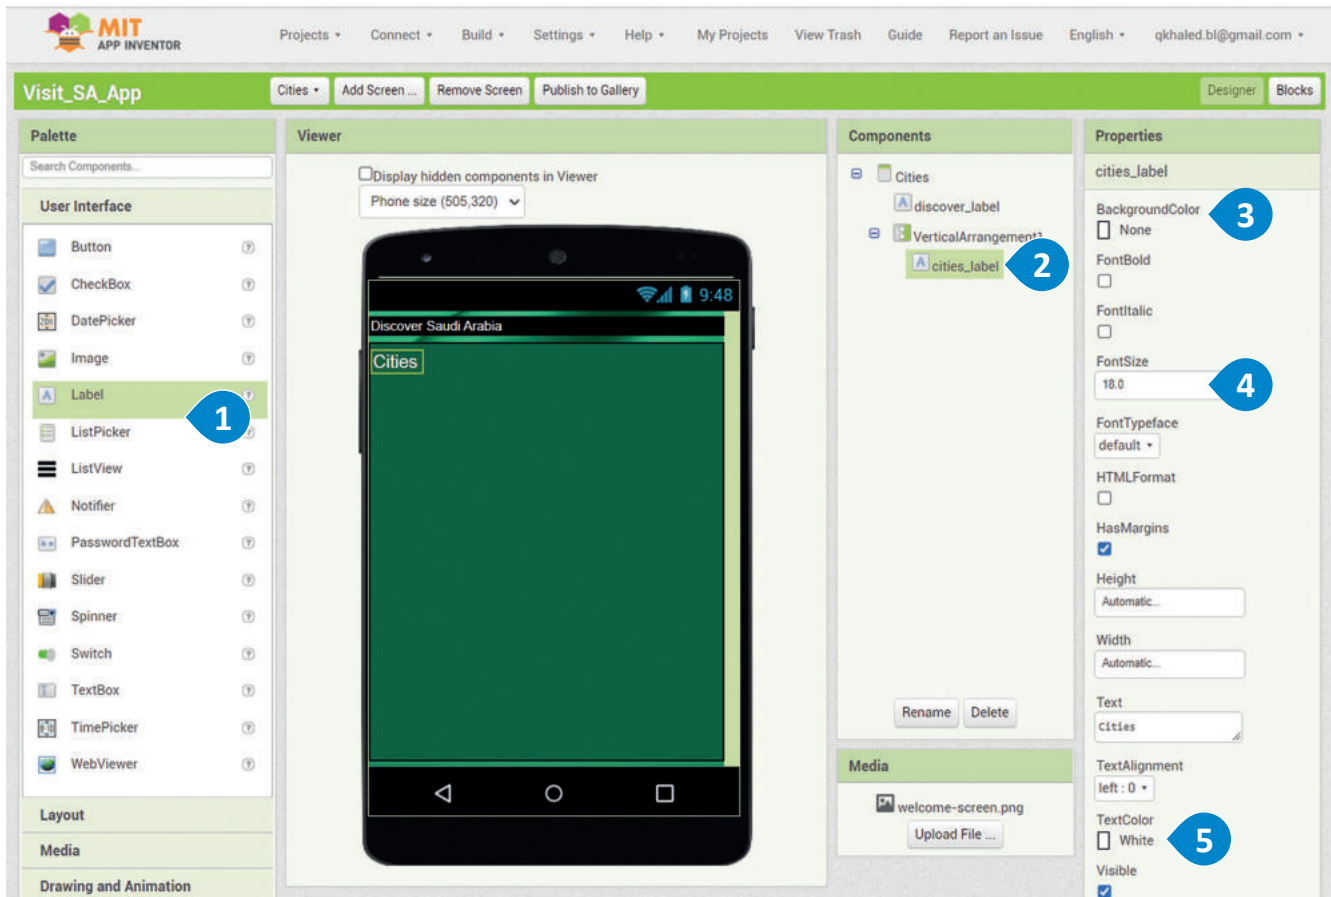 MIT
APP INVENTOR
Projects Connect Build Settings Help My Projects View Trash Guide Report an Issue English qkhaled.bl@gmail.com
Visit_SA_App
Cities Add Screen ... Remove Screen Publish to Gallery Designer Blocks
Palette
Search Components...
User Interface
Button
CheckBox
DatePicker
Image
Label
1
ListPicker
ListView
Notifier
PasswordTextBox
Slider
Spinner
Switch
TextBox
TimePicker
WebViewer
Layout
Media
Drawing and Animation
Viewer
Display hidden components in Viewer
Phone size (505,320)
9:48
Discover Saudi Arabia
Cities
Components
Cities
discover_label
VerticalArrangement1
cities_label
2
Rename Delete
Media
welcome-screen.png
Upload File ...
Properties
cities_label
BackgroundColor
None
3
FontBold
FontItalic
FontSize
18.0
4
FontTypeface
default
HTMLFormat
HasMargins
Height
Automatic...
Width
Automatic...
Text
Cities
TextAlignment
left : 0
TextColor
White
5
Visible